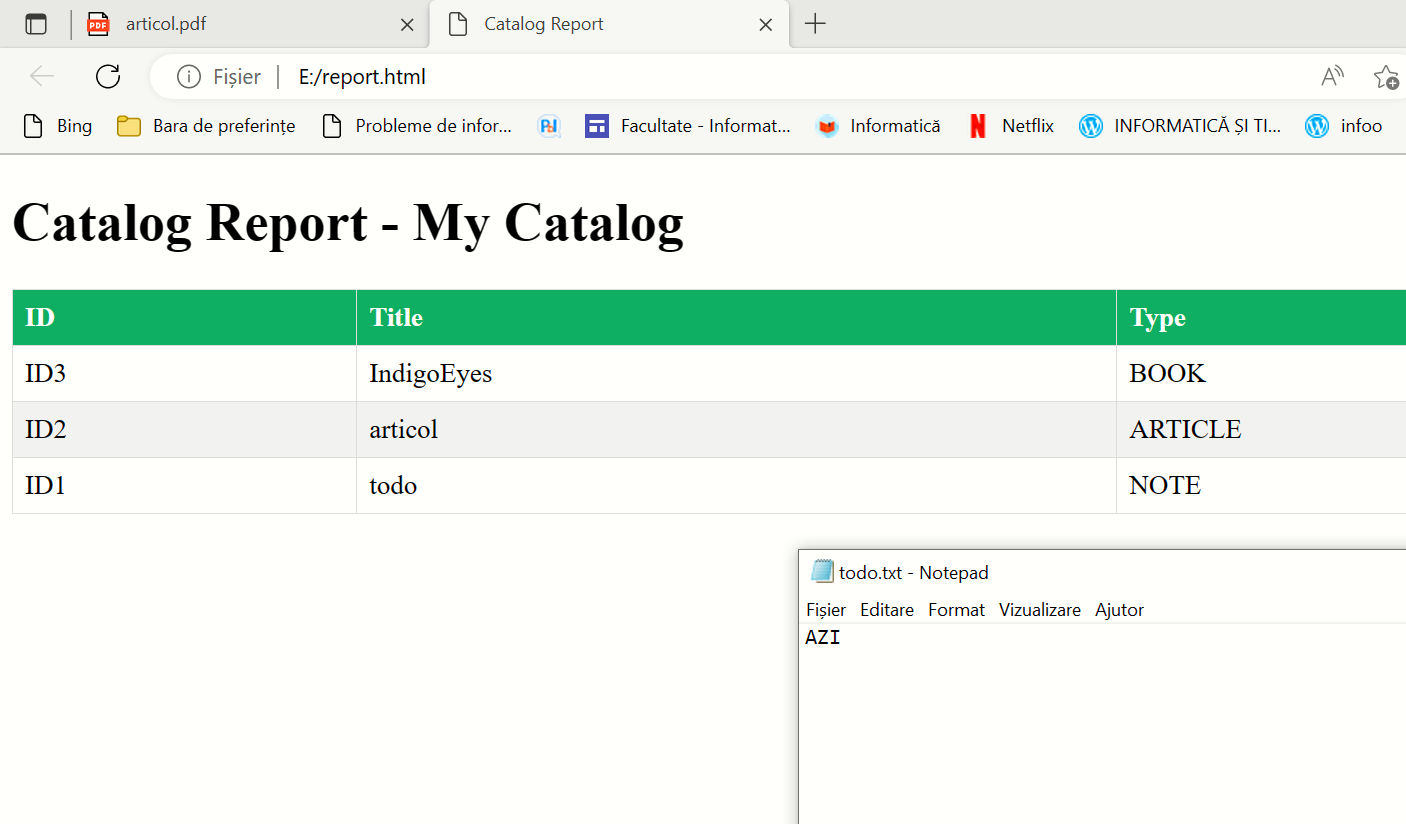 articol.pdf Catalog Report
Fișier E:/report.html
Bing Bara de preferințe Probleme de infor... PbI Facultate - Informat... Informatică Netflix INFORMATICĂ ȘI TI... infoo
Catalog Report - My Catalog
ID Title Type
ID3 IndigoEyes BOOK
ID2 articol ARTICLE
ID1 todo NOTE
todo.txt - Notepad
Fișier Editare Format Vizualizare Ajutor
AZI